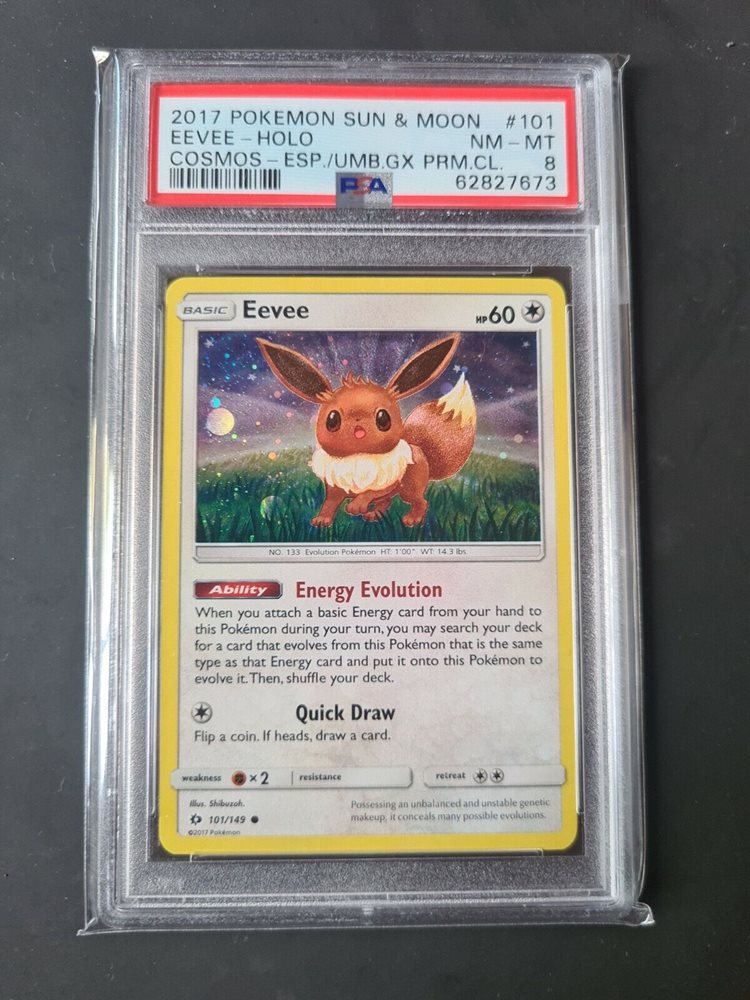 2017 POKEMON SUN & MOON #101
EEVEE - HOLO NM - MT
COSMOS - ESP./UMB.GX PRM.CL. 8
PSA 62827673
BASIC Eevee HP 60
NO. 133 Evolution Pokémon HT: 1'00" WT: 14.3 lbs.
Ability Energy Evolution
When you attach a basic Energy card from your hand to
this Pokémon during your turn, you may search your deck
for a card that evolves from this Pokémon that is the same
type as that Energy card and put it onto this Pokémon to
evolve it. Then, shuffle your deck.
Quick Draw
Flip a coin. If heads, draw a card.
weakness ×2 resistance retreat
Illus. Shibuzoh.
101/149
©2017 Pokémon
Possessing an unbalanced and unstable genetic
makeup, it conceals many possible evolutions.